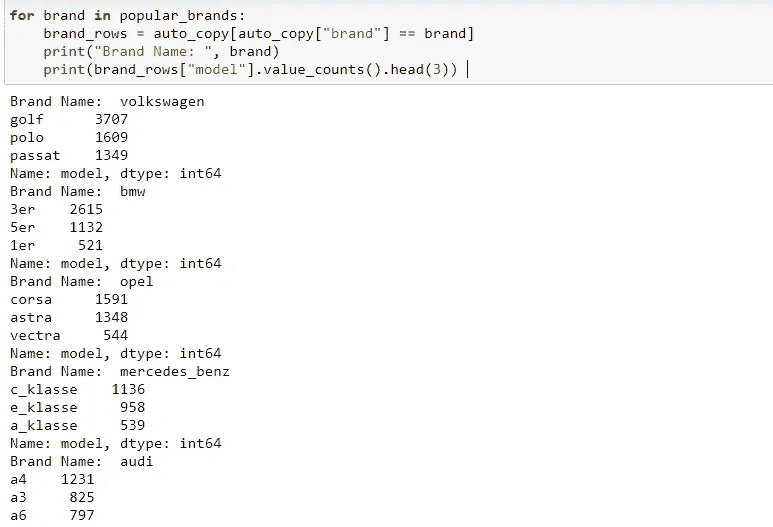 for brand in popular_brands:
    brand_rows = auto_copy[auto_copy["brand"] == brand]
    print("Brand Name: ", brand)
    print(brand_rows["model"].value_counts().head(3))
Brand Name:  volkswagen
golf      3707
polo      1609
passat    1349
Name: model, dtype: int64
Brand Name:  bmw
3er    2615
5er    1132
1er     521
Name: model, dtype: int64
Brand Name:  opel
corsa     1591
astra     1348
vectra     544
Name: model, dtype: int64
Brand Name:  mercedes_benz
c_klasse    1136
e_klasse     958
a_klasse     539
Name: model, dtype: int64
Brand Name:  audi
a4    1231
a3     825
a6     797